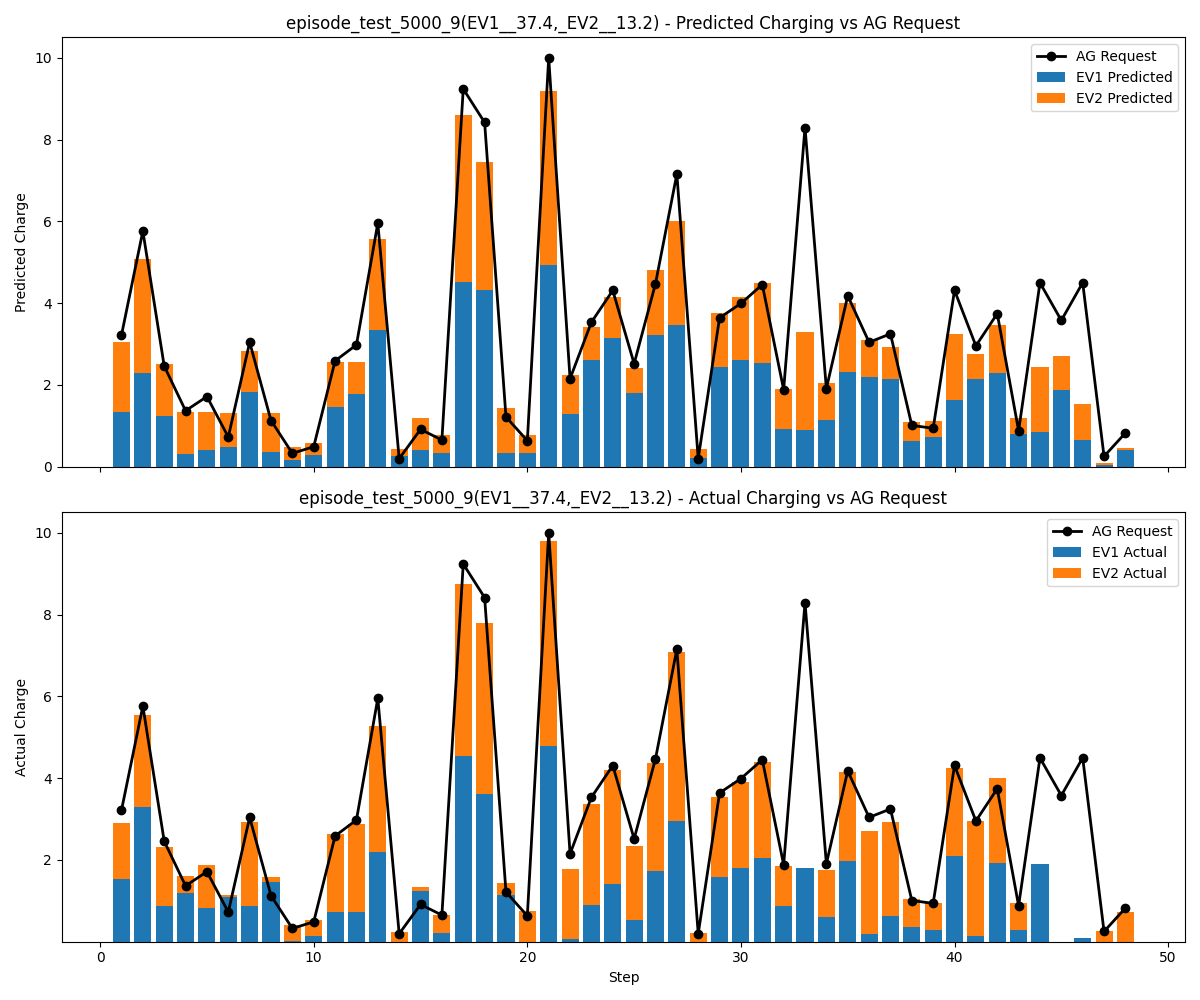 episode_test_5000_9(EV1__37.4,_EV2__13.2) - Predicted Charging vs AG Request
Predicted Charge
10
8
6
4
2
0
AG Request
EV1 Predicted
EV2 Predicted
episode_test_5000_9(EV1__37.4,_EV2__13.2) - Actual Charging vs AG Request
Actual Charge
10
8
6
4
2
AG Request
EV1 Actual
EV2 Actual
0 10 20 30 40 50
Step